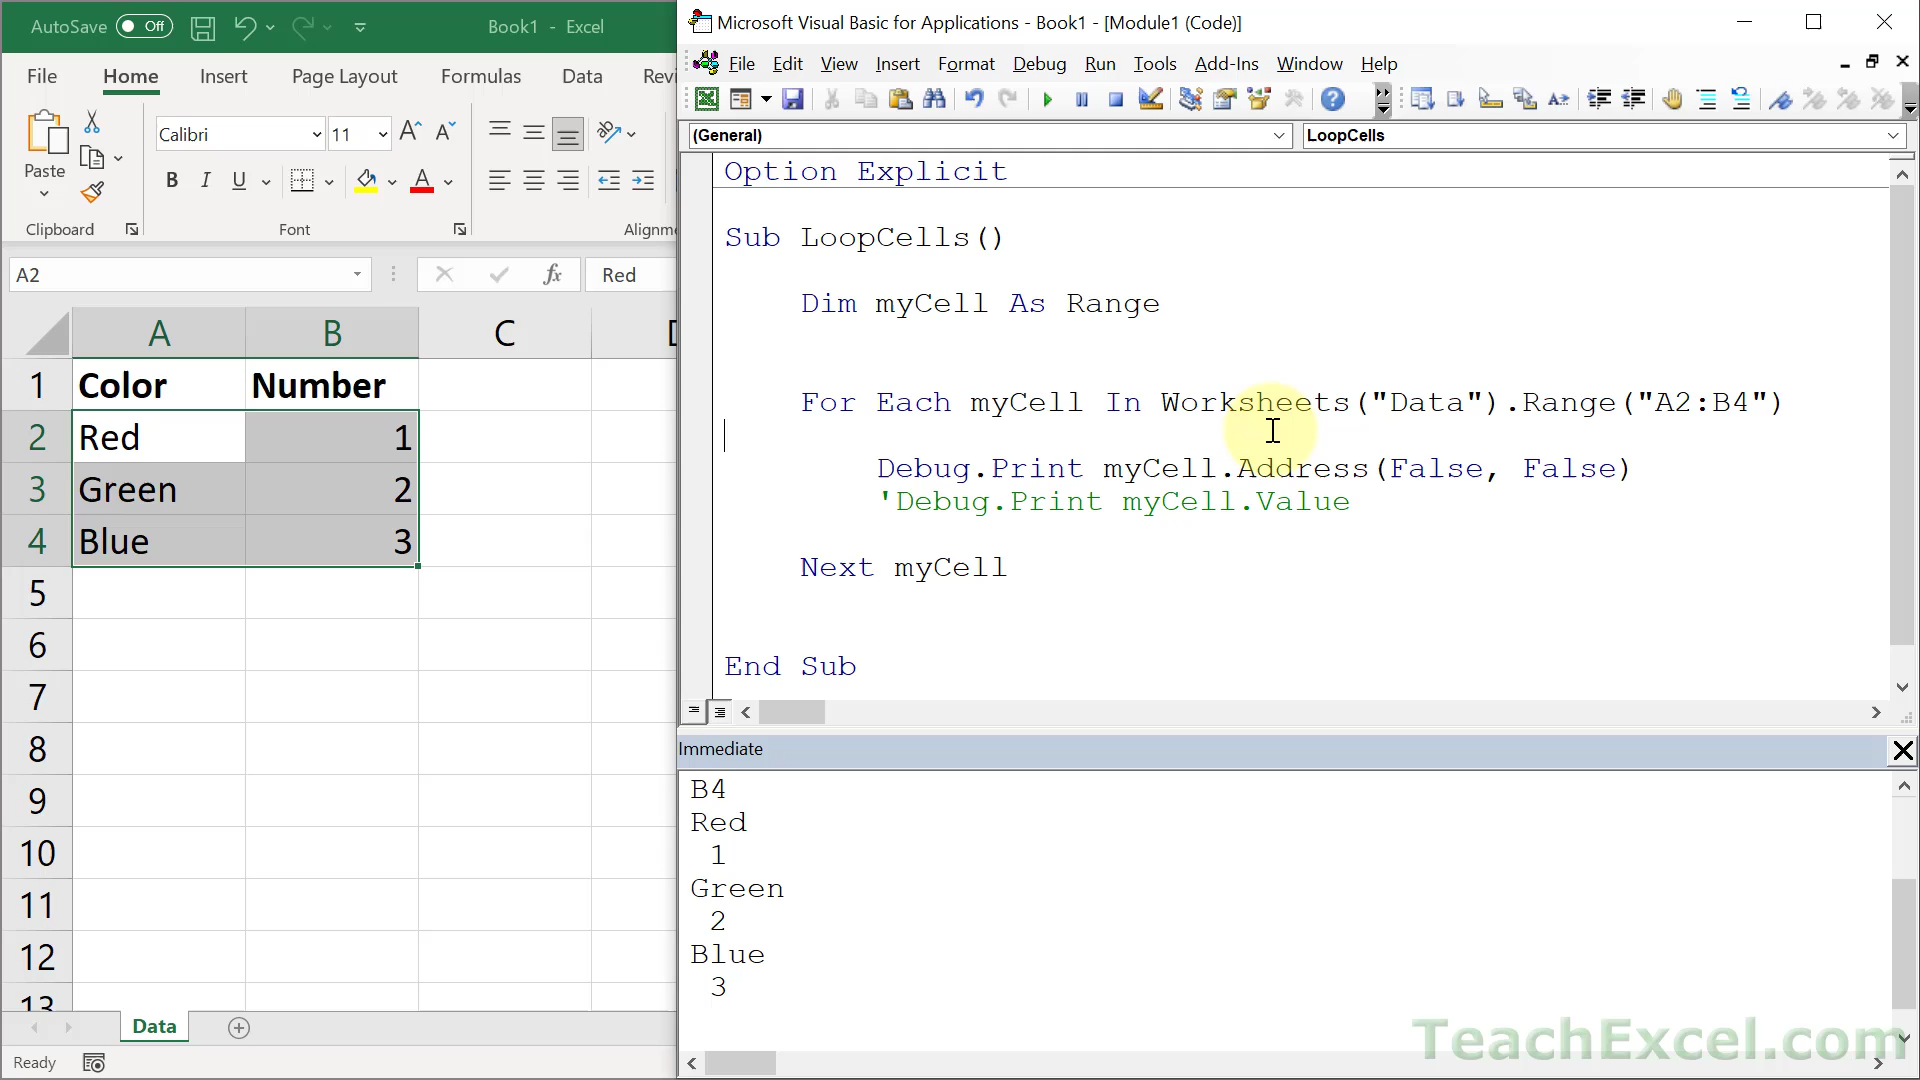 AutoSave Off Book1 - Excel
File Home Insert Page Layout Formulas Data Revi
Paste
Calibri 11
B I U A
Clipboard Font Alignm
A2 fx Red
A B C D
1 Color Number
2 Red 1
3 Green 2
4 Blue 3
5
6
7
8
9
10
11
12
13
Data
Ready
Microsoft Visual Basic for Applications - Book1 - [Module1 (Code)]
File Edit View Insert Format Debug Run Tools Add-Ins Window Help
(General) LoopCells
Option Explicit
Sub LoopCells()
Dim myCell As Range
For Each myCell In Worksheets("Data").Range("A2:B4")
Debug.Print myCell.Address(False, False)
'Debug.Print myCell.Value
Next myCell
End Sub
Immediate
B4
Red
1
Green
2
Blue
3
TeachExcel.com